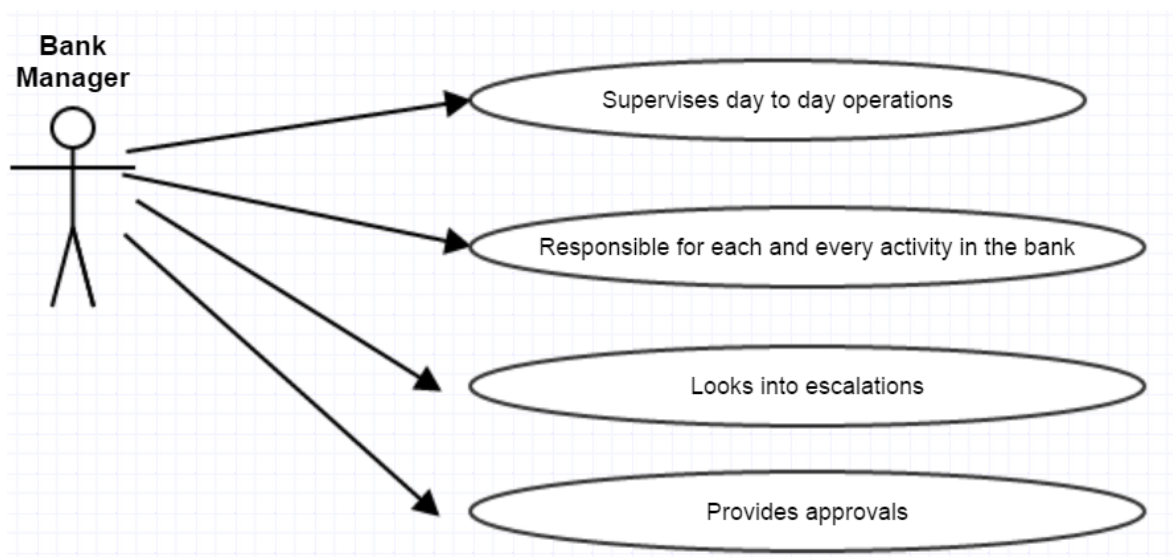 Bank
Manager
Supervises day to day operations
Responsible for each and every activity in the bank
Looks into escalations
Provides approvals